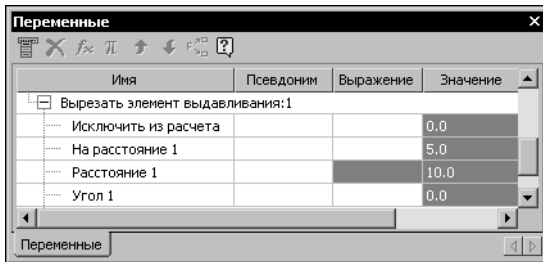 Переменные
Имя Псевдоним Выражение Значение
Вырезать элемент выдавливания:1
Исключить из расчета 0.0
На расстояние 1 5.0
Расстояние 1 10.0
Угол 1 0.0
Переменные